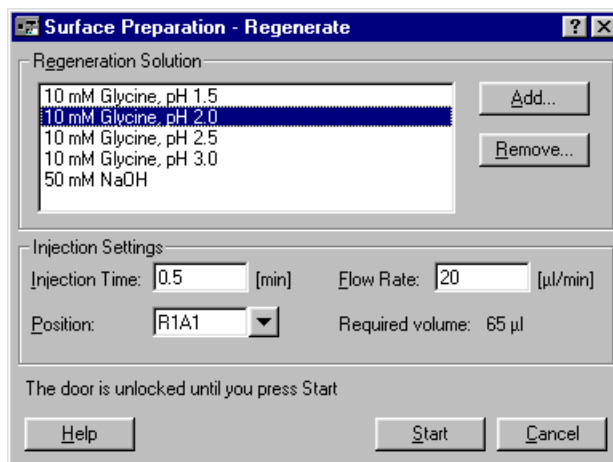 Surface Preparation - Regenerate
Regeneration Solution
10 mM Glycine, pH 1.5
10 mM Glycine, pH 2.0
10 mM Glycine, pH 2.5
10 mM Glycine, pH 3.0
50 mM NaOH
Add...
Remove...
Injection Settings
Injection Time: 0.5 [min] Flow Rate: 20 [µl/min]
Position: R1A1 Required volume: 65 µl
The door is unlocked until you press Start
Help Start Cancel